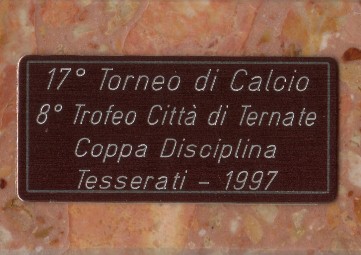 17° Torneo di Calcio
8° Trofeo Città di Ternate
Coppa Disciplina
Tesserati - 1997